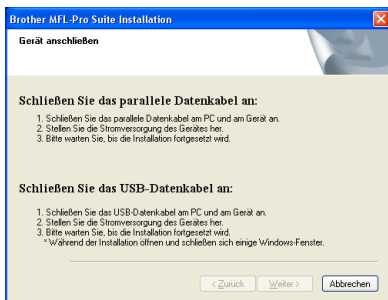 Brother MFL-Pro Suite Installation
Gerät anschließen
Schließen Sie das parallele Datenkabel an:
1. Schließen Sie das parallele Datenkabel am PC und am Gerät an.
2. Stellen Sie die Stromversorgung des Gerätes her.
3. Bitte warten Sie, bis die Installation fortgesetzt wird.
Schließen Sie das USB-Datenkabel an:
1. Schließen Sie das USB-Datenkabel am PC und am Gerät an.
2. Stellen Sie die Stromversorgung des Gerätes her.
3. Bitte warten Sie, bis die Installation fortgesetzt wird.
* Während der Installation öffnen und schließen sich einige Windows-Fenster.
< Zurück Weiter > Abbrechen